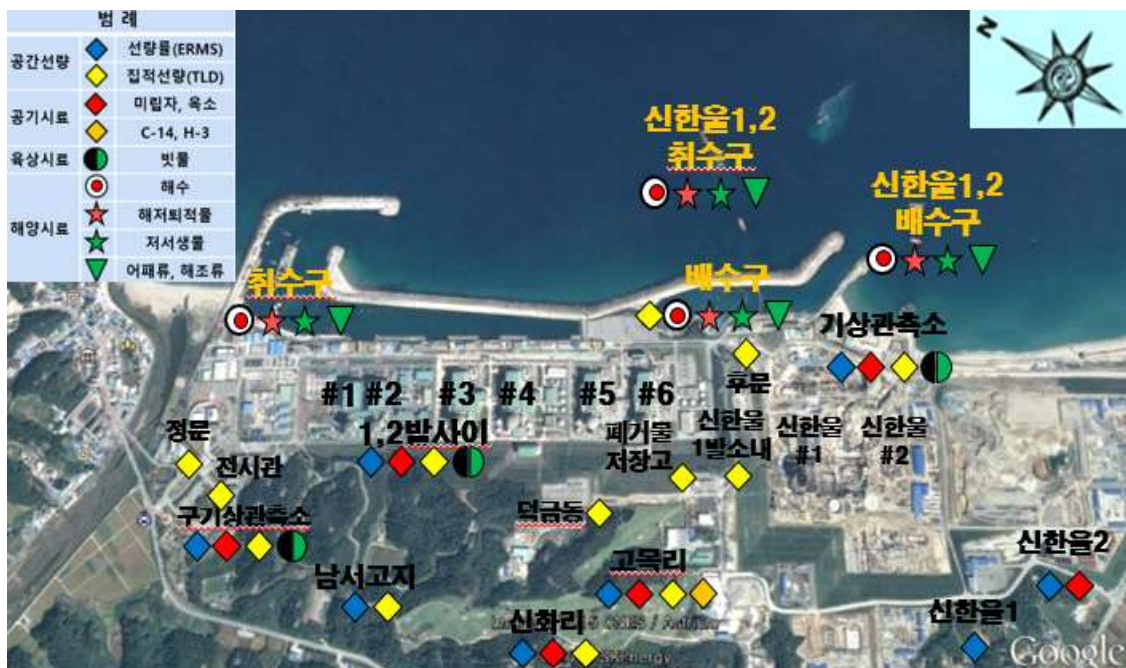 범 례
공간선량
선량률(ERMS)
집적선량(TLD)
공기시료
미립자, 옥소
C-14, H-3
육상시료
빗물
해양시료
해수
해저퇴적물
저서생물
어패류, 해조류
N
신한울1,2
취수구
신한울1,2
배수구
취수구
배수구
기상관측소
후문
#1 #2 #3 #4 #5 #6
1,2발사이
폐기물
저장고
신한울
1발소내
신한울
#1
신한울
#2
정문
전시관
구기상관측소
덕금동
남서고지
고목리
신화리
신한울2
신한울1
Google